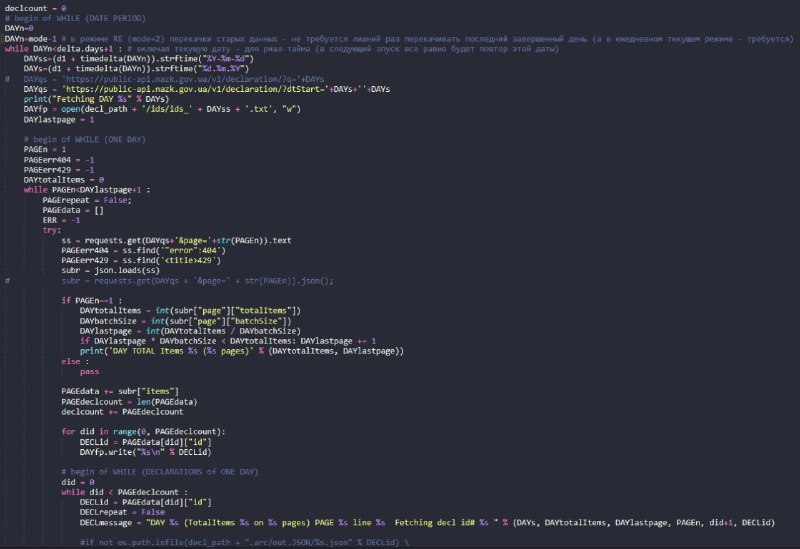 declcount = 0
# begin of WHILE (DATE PERIOD)
DAYn=0
DAYn=mode-1 # в режиме RE (mode=2) перекачки старых данных - не требуется лишний раз перекачивать последний завершенный день (а в ежедневном текущем режиме - требуется)
while DAYn<delta.days+1 : # включая текущую дату - для риал-тайма (в следующий зпуск все равно будет повтор этой даты)
    DAYss=(d1 + timedelta(DAYn)).strftime("%Y-%m-%d")
    DAYs=(d1 + timedelta(DAYn)).strftime("%d.%m.%Y")
#   DAYqs = 'https://public-api.nazk.gov.ua/v1/declaration/?q='+DAYs
    DAYqs = 'https://public-api.nazk.gov.ua/v1/declaration/?dtStart='+DAYs+''+DAYs
    print("Fetching DAY %s" % DAYs)
    DAYfp = open(decl_path + '/ids/ids_' + DAYss + '.txt', "w")
    DAYlastpage = 1

    # begin of WHILE (ONE DAY)
    PAGEn = 1
    PAGEerr404 = -1
    PAGEerr429 = -1
    DAYtotalItems = 0
    while PAGEn<DAYlastpage+1 :
        PAGErepeat = False;
        PAGEdata = []
        ERR = -1
        try:
            ss = requests.get(DAYqs+'&page='+str(PAGEn)).text
            PAGEerr404 = ss.find('"error":404')
            PAGEerr429 = ss.find('<title>429')
            subr = json.loads(ss)
#           subr = requests.get(DAYqs + '&page=' + str(PAGEn)).json();

            if PAGEn==1 :
                DAYtotalItems = int(subr["page"]["totalItems"])
                DAYbatchSize = int(subr["page"]["batchSize"])
                DAYlastpage = int(DAYtotalItems / DAYbatchSize)
                if DAYlastpage * DAYbatchSize < DAYtotalItems: DAYlastpage += 1
                print('DAY TOTAL Items %s (%s pages)' % (DAYtotalItems, DAYlastpage))
            else :
                pass

            PAGEdata += subr["items"]
            PAGEdeclcount = len(PAGEdata)
            declcount += PAGEdeclcount

            for did in range(0, PAGEdeclcount):
                DECLid = PAGEdata[did]["id"]
                DAYfp.write("%s\n" % DECLid)

            # begin of WHILE (DECLARATIONS of ONE DAY)
            did = 0
            while did < PAGEdeclcount :
                DECLid = PAGEdata[did]["id"]
                DECLrepeat = False
                DECLmessage = "DAY %s (TotalItems %s on %s pages) PAGE %s line %s  Fetching decl id# %s " % (DAYs, DAYtotalItems, DAYlastpage, PAGEn, did+1, DECLid)

                #if not os.path.isfile(decl_path + ".arc/out.JSON/%s.json" % DECLid) \